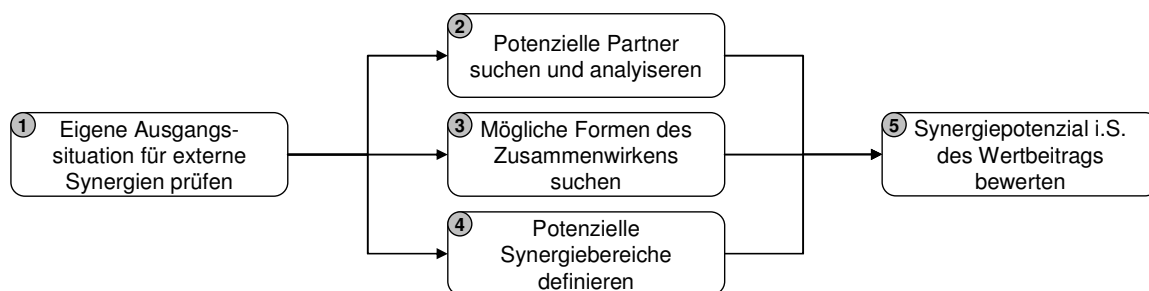 1
Eigene Ausgangs-
situation für externe
Synergien prüfen
2
Potenzielle Partner
suchen und analyiseren
3
Mögliche Formen des
Zusammenwirkens
suchen
4
Potenzielle
Synergiebereiche
definieren
5
Synergiepotenzial i.S.
des Wertbeitrags
bewerten